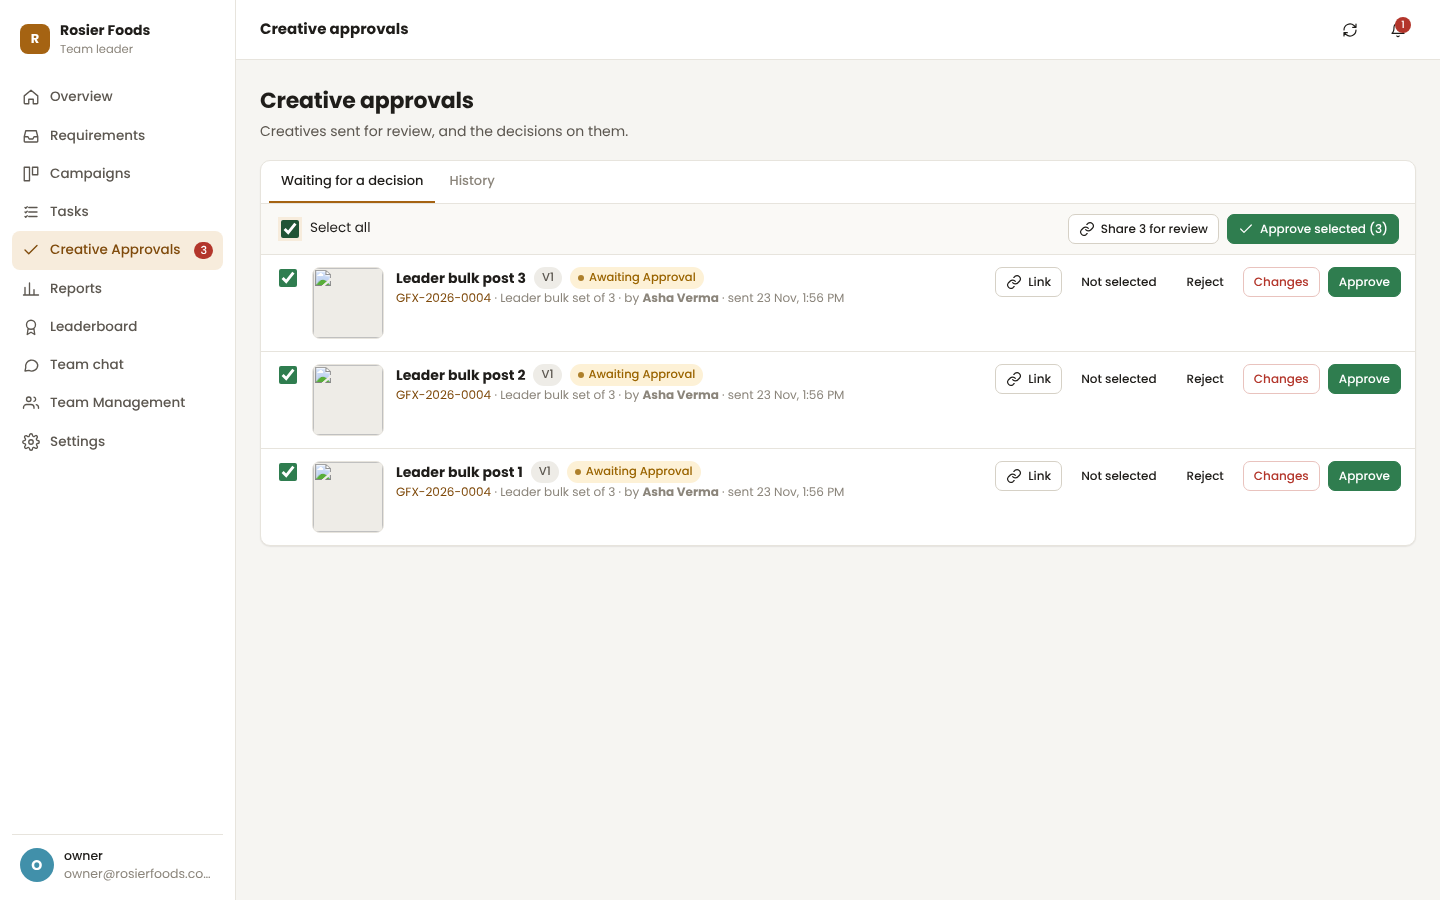 R
Rosier Foods
Team leader
Overview
Requirements
Campaigns
Tasks
Creative Approvals 3
Reports
Leaderboard
Team chat
Team Management
Settings
O
owner
owner@rosierfoods.co...
Creative approvals
1
Creative approvals
Creatives sent for review, and the decisions on them.
Waiting for a decision History
Select all Share 3 for review Approve selected (3)
Leader bulk post 3 V1 Awaiting Approval Link Not selected Reject Changes Approve
GFX-2026-0004 · Leader bulk set of 3 · by Asha Verma · sent 23 Nov, 1:56 PM
Leader bulk post 2 V1 Awaiting Approval Link Not selected Reject Changes Approve
GFX-2026-0004 · Leader bulk set of 3 · by Asha Verma · sent 23 Nov, 1:56 PM
Leader bulk post 1 V1 Awaiting Approval Link Not selected Reject Changes Approve
GFX-2026-0004 · Leader bulk set of 3 · by Asha Verma · sent 23 Nov, 1:56 PM